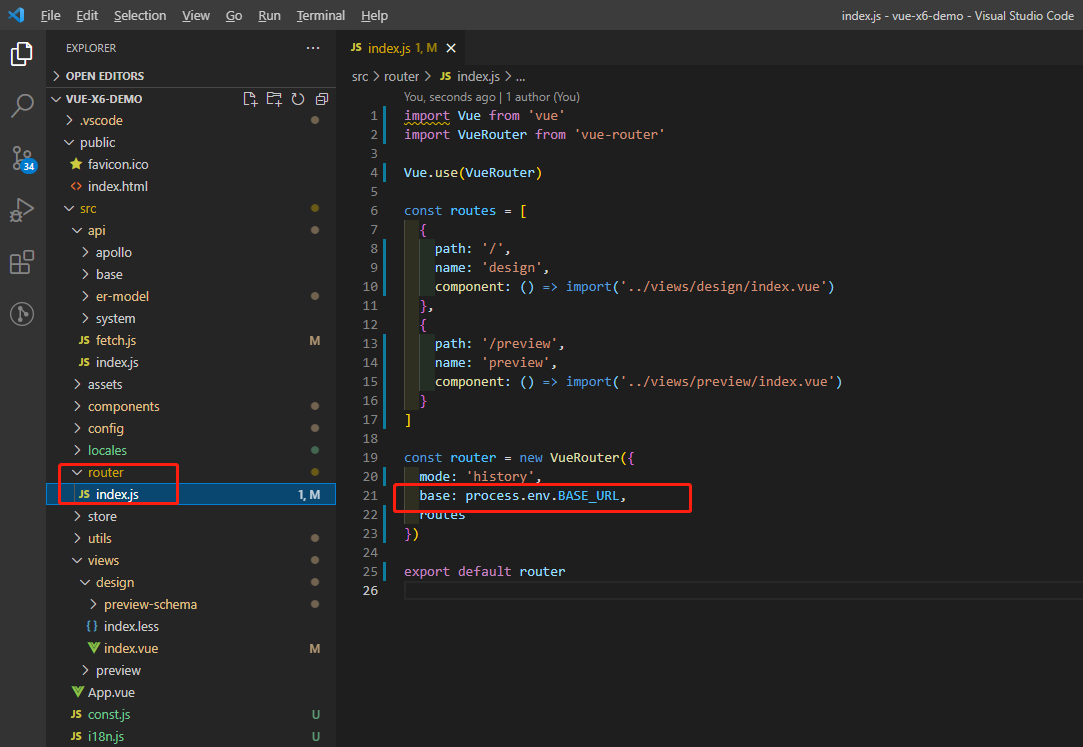 File Edit Selection View Go Run Terminal Help index.js - vue-x6-demo - Visual Studio Code
EXPLORER
OPEN EDITORS
VUE-X6-DEMO
.vscode
public
favicon.ico
index.html
src
api
apollo
base
er-model
system
JS fetch.js M
JS index.js
assets
components
config
locales
router
JS index.js 1, M
store
utils
views
design
preview-schema
{} index.less
index.vue M
preview
App.vue
JS const.js U
JS i18n.js U
34
JS index.js 1, M
src > router > JS index.js > ...
You, seconds ago | 1 author (You)
1 import Vue from 'vue'
2 import VueRouter from 'vue-router'
3
4 Vue.use(VueRouter)
5
6 const routes = [
7 {
8 path: '/',
9 name: 'design',
10 component: () => import('../views/design/index.vue')
11 },
12 {
13 path: '/preview',
14 name: 'preview',
15 component: () => import('../views/preview/index.vue')
16 }
17 ]
18
19 const router = new VueRouter({
20 mode: 'history',
21 base: process.env.BASE_URL,
22 routes
23 })
24
25 export default router
26